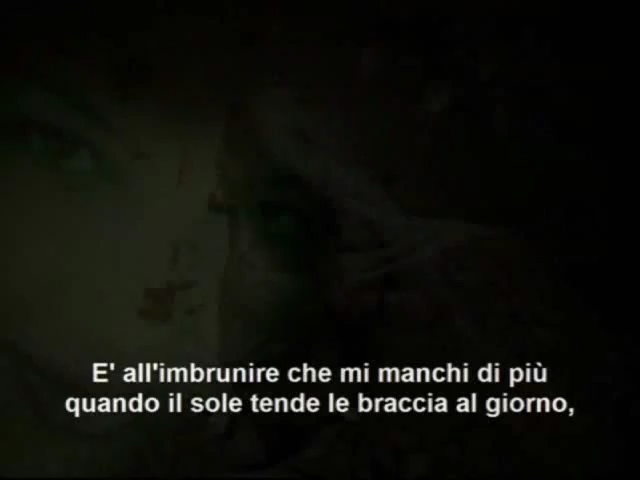 E' all'imbrunire che mi manchi di più
quando il sole tende le braccia al giorno,